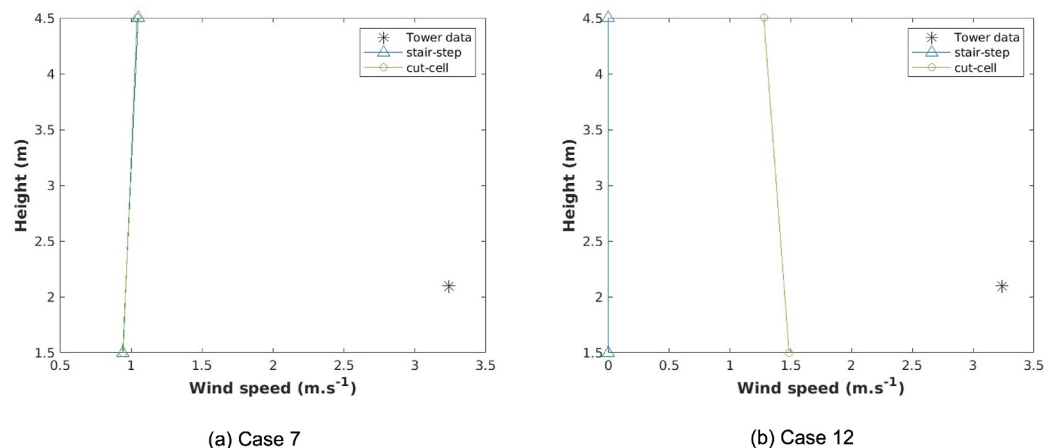 4.5
4
3.5
3
2.5
2
1.5
Height (m)
0.5 1 1.5 2 2.5 3 3.5
Wind speed (m.s-1)
Tower data
stair-step
cut-cell
(a) Case 7
4.5
4
3.5
3
2.5
2
1.5
Height (m)
0 0.5 1 1.5 2 2.5 3 3.5
Wind speed (m.s-1)
Tower data
stair-step
cut-cell
(b) Case 12